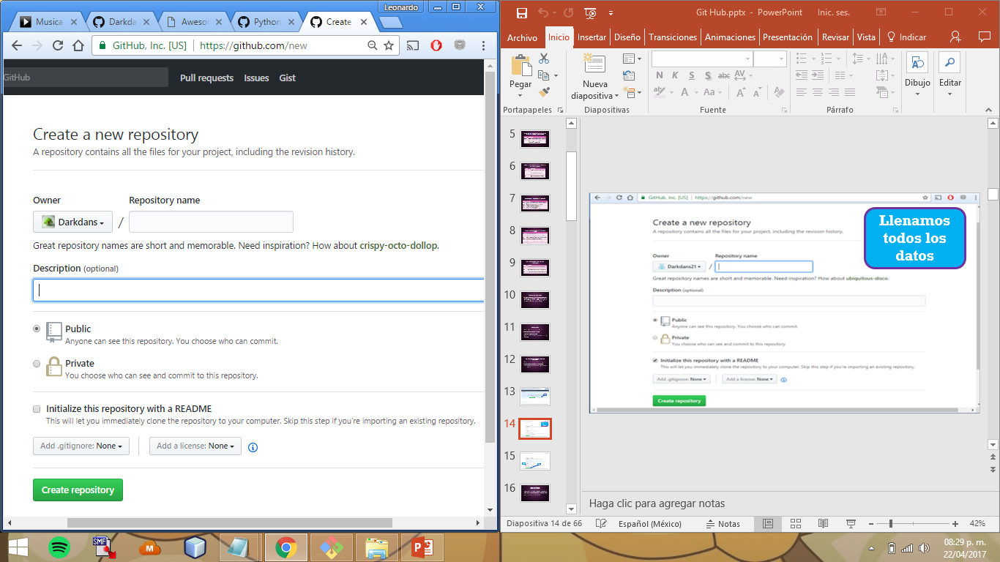 Leonardo
Musica
Darkda
Aweso
Python
Create
GitHub, Inc. [US]
https://github.com/new
GitHub
Pull requests
Issues
Gist
Create a new repository
A repository contains all the files for your project, including the revision history.
Owner
Repository name
Darkdans
/
Great repository names are short and memorable. Need inspiration? How about crispy-octo-dollop.
Description (optional)
Public
Anyone can see this repository. You choose who can commit.
Private
You choose who can see and commit to this repository.
Initialize this repository with a README
This will let you immediately clone the repository to your computer. Skip this step if you're importing an existing repository.
Add .gitignore: None
Add a license: None
Create repository
SMF
Git Hub.pptx - PowerPoint
Inic. ses.
Archivo
Inicio
Insertar
Diseño
Transiciones
Animaciones
Presentación
Revisar
Vista
Indicar
Pegar
Nueva
diapositiva
N K S S abc AV
Aa
Dibujo
Editar
Portapapeles
Diapositivas
Fuente
Párrafo
5
6
7
8
9
10
11
12
13
14
15
16
GitHub, Inc. [US]
https://github.com/new
Create a new repository
A repository contains all the files for your project, including the revision history.
Llenamos
todos los
datos
Owner
Repository name
Darkdans21
/
Great repository names are short and memorable. Need inspiration? How about ubiquitous-disco.
Description (optional)
Public
Anyone can see this repository. You choose who can commit.
Private
You choose who can see and commit to this repository.
Initialize this repository with a README
This will let you immediately clone the repository to your computer. Skip this step if you're importing an existing repository.
Add .gitignore: None
Add a license: None
Create repository
Haga clic para agregar notas
Diapositiva 14 de 66
Español (México)
Notas
42%
08:29 p. m.
22/04/2017